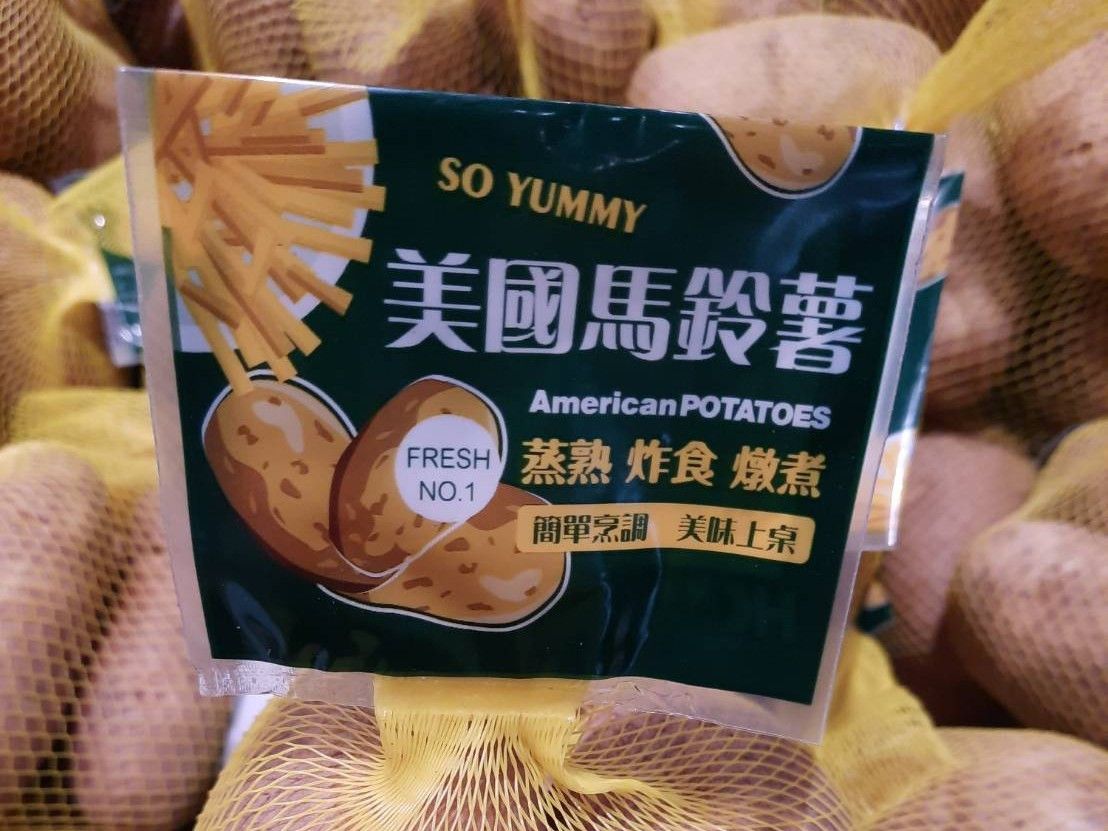 SO YUMMY
美國馬鈴薯
American POTATOES
FRESH
NO.1
蒸熟 炸食 燉煮
簡單烹調 美味上桌